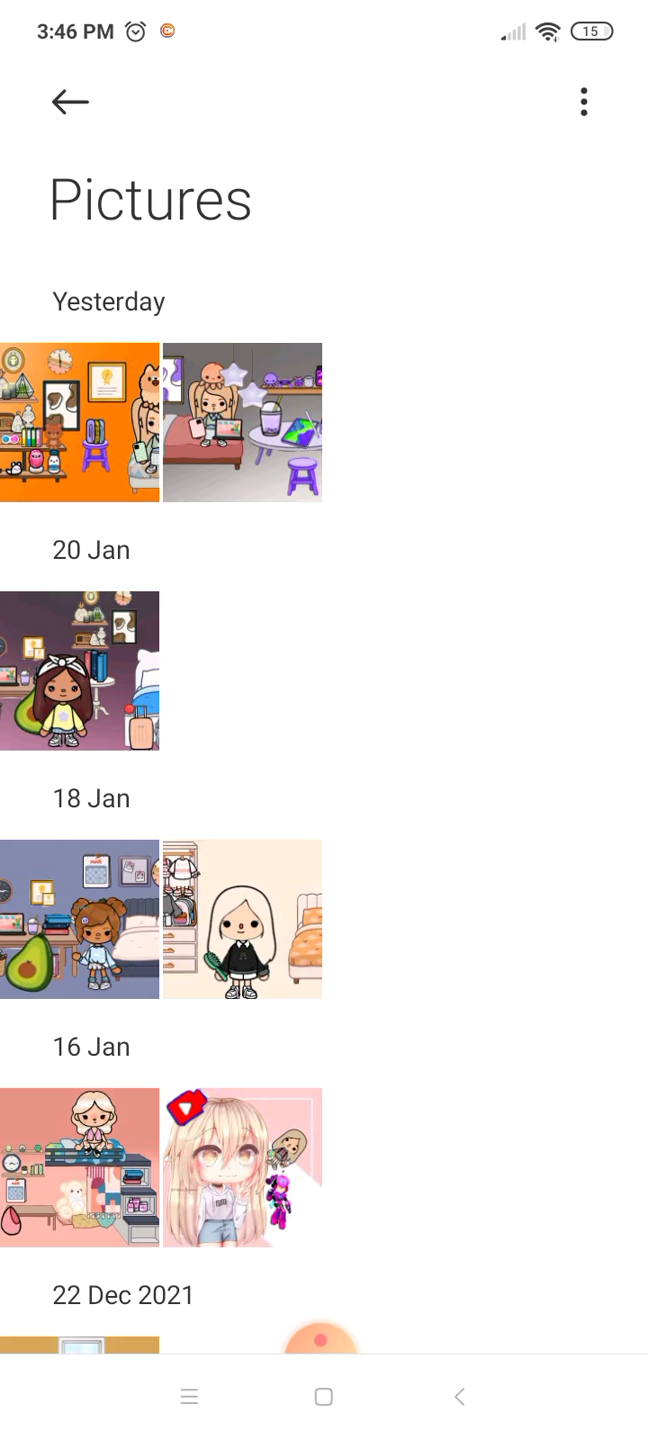 3:46 PM
15
Pictures
Yesterday
20 Jan
18 Jan
16 Jan
22 Dec 2021